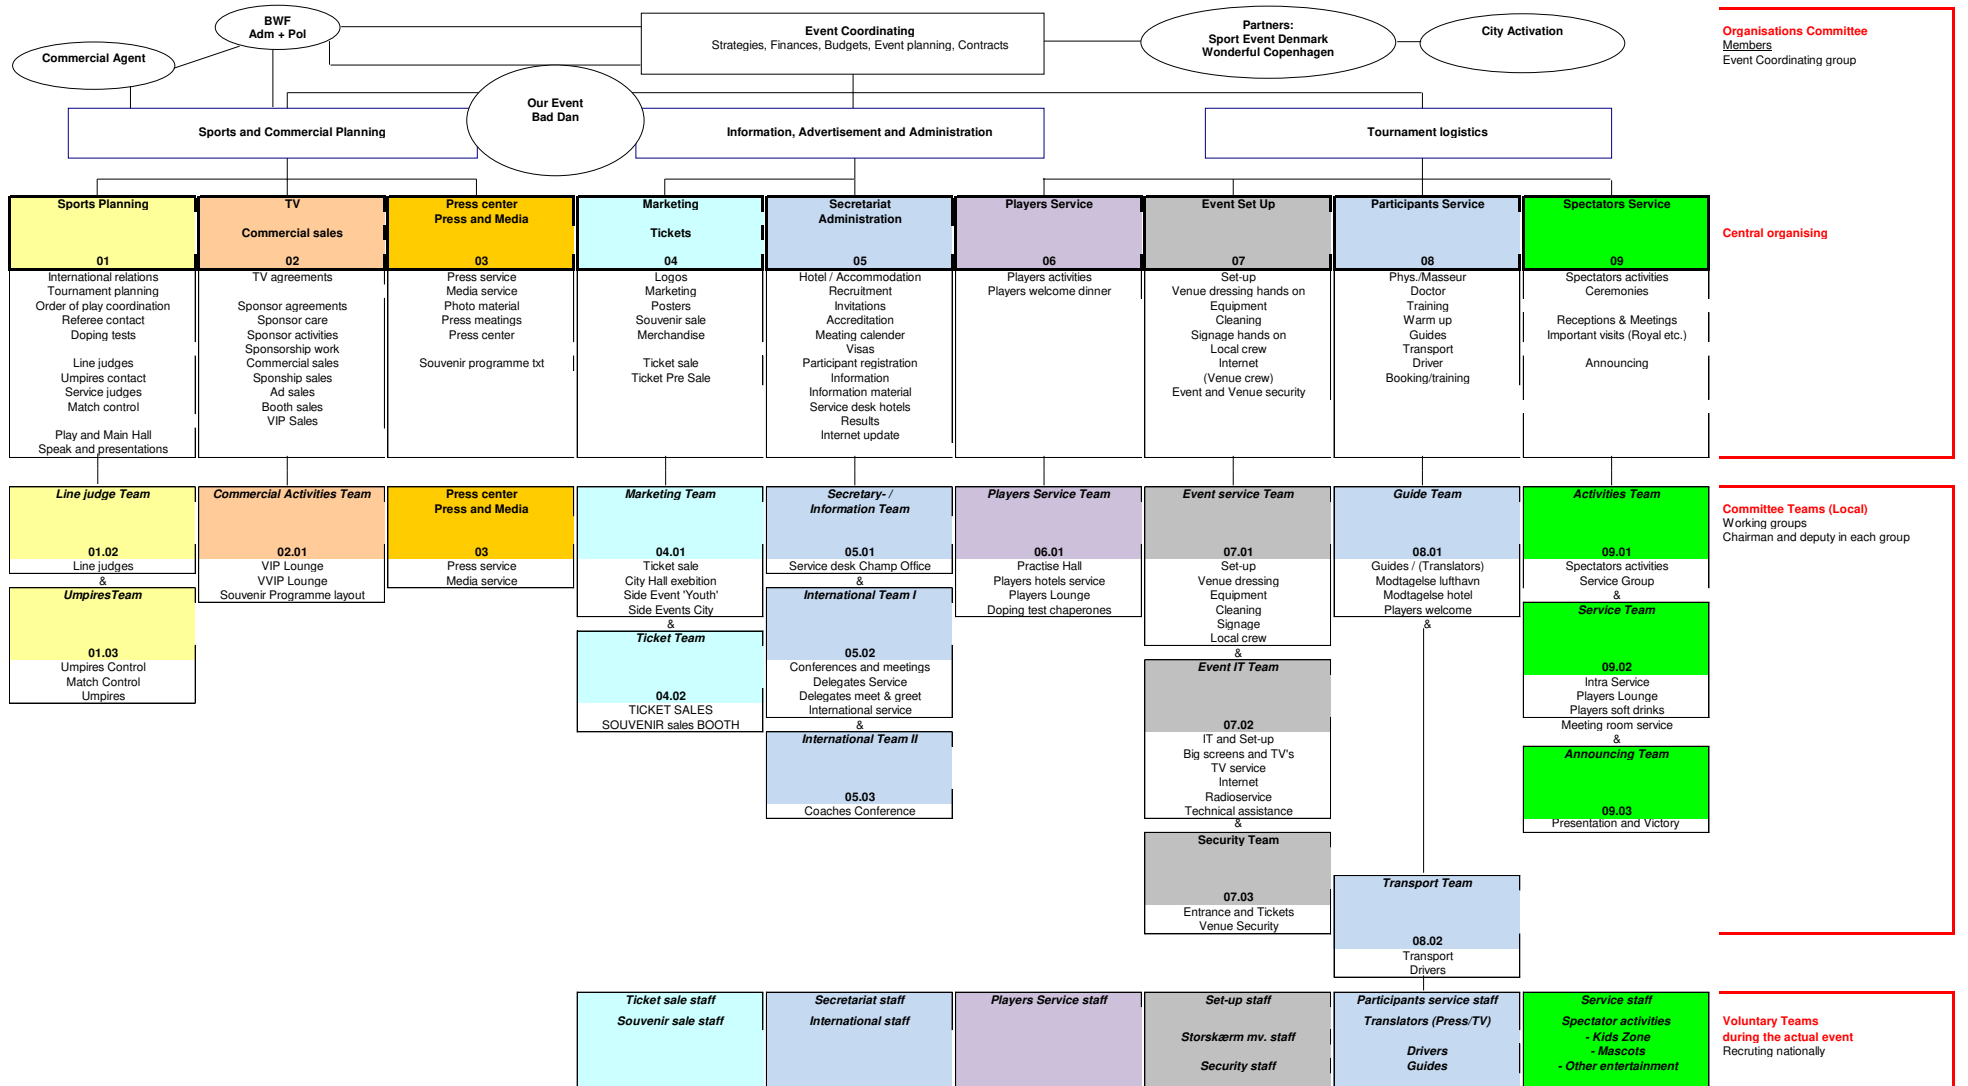 BWF
Adm + Pol
Commercial Agent
Event Coordinating
Strategies, Finances, Budgets, Event planning, Contracts
Partners:
Sport Event Denmark
Wonderful Copenhagen
City Activation
Organisations Committee
Members
Event Coordinating group
Our Event
Bad Dan
Sports and Commercial Planning
Information, Advertisement and Administration
Tournament logistics
Sports Planning
01
International relations
Tournament planning
Order of play coordination
Referee contact
Doping tests
Line judges
Umpires contact
Service judges
Match control
Play and Main Hall
Speak and presentations
TV
Commercial sales
02
TV agreements
Sponsor agreements
Sponsor care
Sponsor activities
Sponsorship work
Commercial sales
Sponship sales
Ad sales
Booth sales
VIP Sales
Press center
Press and Media
03
Press service
Media service
Photo material
Press meatings
Press center
Souvenir programme txt
Marketing
Tickets
04
Logos
Marketing
Posters
Souvenir sale
Merchandise
Ticket sale
Ticket Pre Sale
Secretariat
Administration
05
Hotel / Accommodation
Recruitment
Invitations
Accreditation
Meating calender
Visas
Participant registration
Information
Information material
Service desk hotels
Results
Internet update
Players Service
06
Players activities
Players welcome dinner
Event Set Up
07
Set-up
Venue dressing hands on
Equipment
Cleaning
Signage hands on
Local crew
Internet
(Venue crew)
Event and Venue security
Participants Service
08
Phys./Masseur
Doctor
Training
Warm up
Guides
Transport
Driver
Booking/training
Spectators Service
09
Spectators activities
Ceremonies
Receptions & Meetings
Important visits (Royal etc.)
Announcing
Central organising
Line judge Team
01.02
Line judges
&
UmpiresTeam
01.03
Umpires Control
Match Control
Umpires
Commercial Activities Team
02.01
VIP Lounge
VVIP Lounge
Souvenir Programme layout
Press center
Press and Media
03
Press service
Media service
Marketing Team
04.01
Ticket sale
City Hall exebition
Side Event 'Youth'
Side Events City
&
Ticket Team
04.02
TICKET SALES
SOUVENIR sales BOOTH
Secretary- /
Information Team
05.01
Service desk Champ Office
&
International Team I
05.02
Conferences and meetings
Delegates Service
Delegates meet & greet
International service
&
International Team II
05.03
Coaches Conference
Players Service Team
06.01
Practise Hall
Players hotels service
Players Lounge
Doping test chaperones
Event service Team
07.01
Set-up
Venue dressing
Equipment
Cleaning
Signage
Local crew
&
Event IT Team
07.02
IT and Set-up
Big screens and TV's
TV service
Internet
Radioservice
Technical assistance
&
Security Team
07.03
Entrance and Tickets
Venue Security
Guide Team
08.01
Guides / (Translators)
Modtagelse lufthavn
Modtagelse hotel
Players welcome
&
Transport Team
08.02
Transport
Drivers
Activities Team
09.01
Spectators activities
Service Group
&
Service Team
09.02
Intra Service
Players Lounge
Players soft drinks
Meeting room service
&
Announcing Team
09.03
Presentation and Victory
Committee Teams (Local)
Working groups
Chairman and deputy in each group
Ticket sale staff
Souvenir sale staff
Secretariat staff
International staff
Players Service staff
Set-up staff
Storskærm mv. staff
Security staff
Participants service staff
Translators (Press/TV)
Drivers
Guides
Service staff
Spectator activities
- Kids Zone
- Mascots
- Other entertainment
Voluntary Teams
during the actual event
Recruting nationally